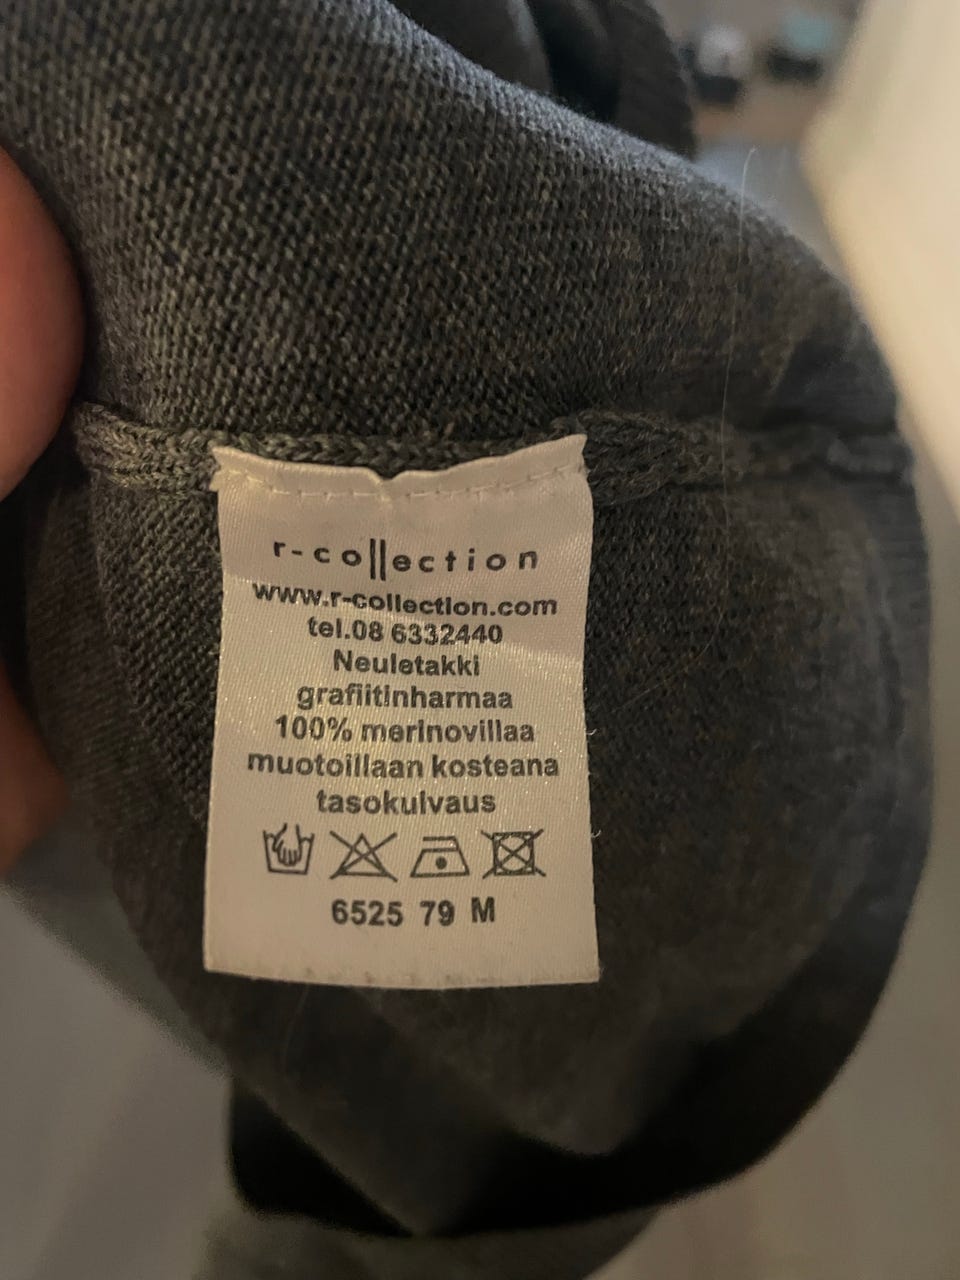 r-collection
www.r-collection.com
tel.08 6332440
Neuletakki
grafiitinharmaa
100% merinovillaa
muotoillaan kosteana
tasokuivaus
6525 79 M